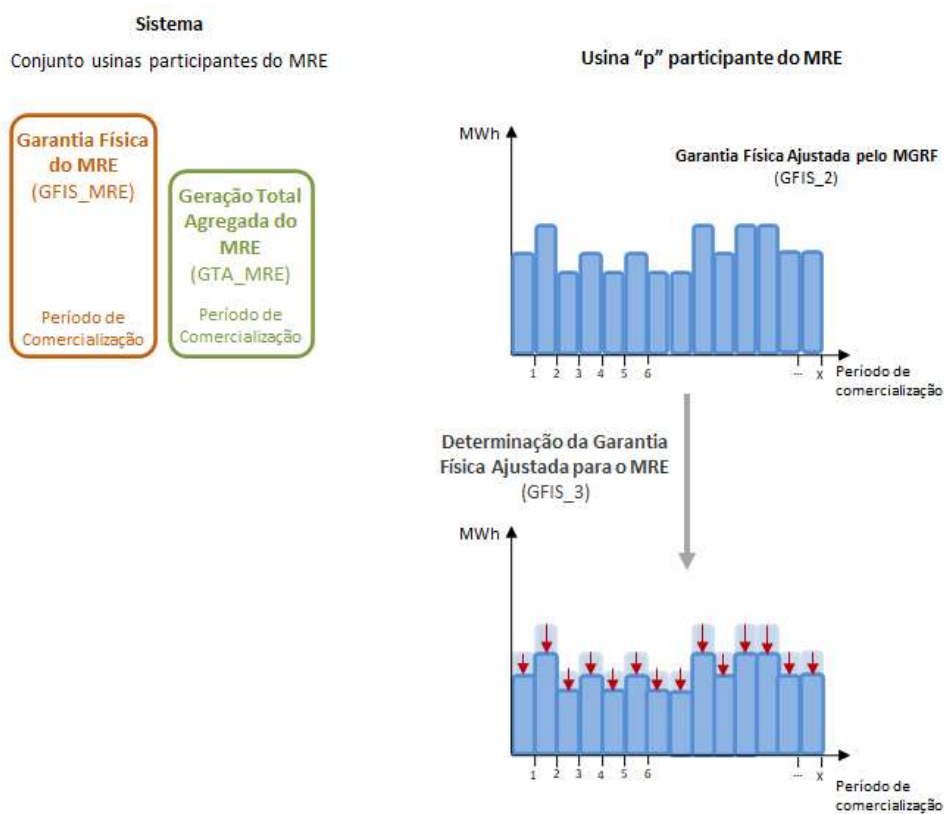 Sistema
Conjunto usinas participantes do MRE
Garantia Física
do MRE
(GFIS_MRE)
Período de
Comercialização
Geração Total
Agregada do
MRE
(GTA_MRE)
Período de
Comercialização
Usina “p” participante do MRE
MWh
Garantia Física Ajustada pelo MGRF
(GFIS_2)
1 2 3 4 5 6 ... x
Período de
comercialização
Determinação da Garantia
Física Ajustada para o MRE
(GFIS_3)
MWh
1 2 3 4 5 6 ... x
Período de
comercialização